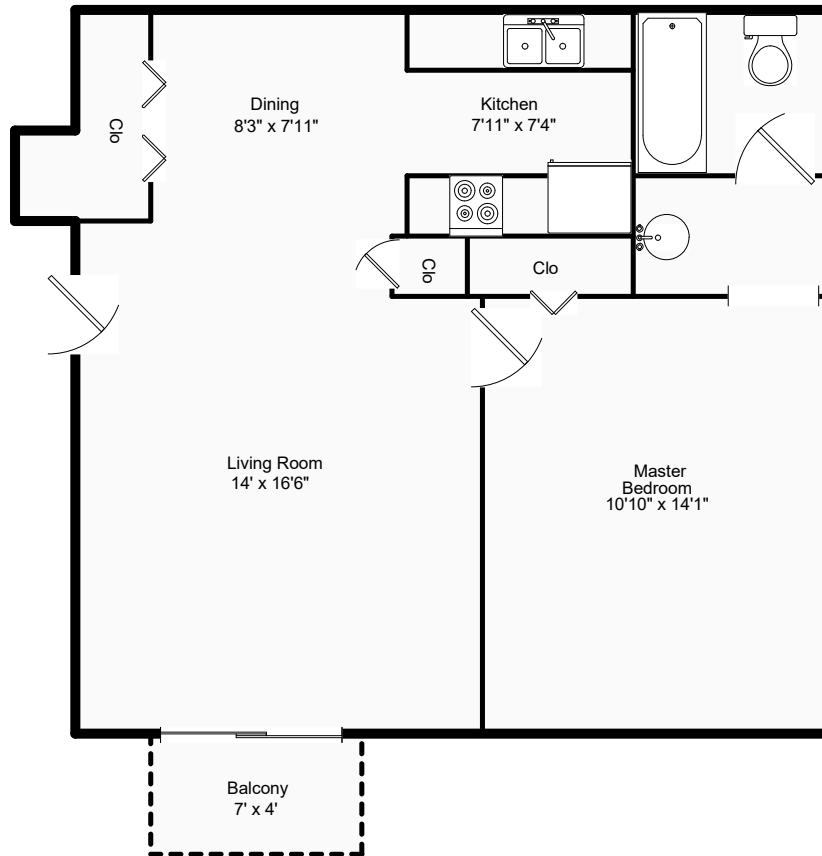 Dining
8'3" x 7'11"
Kitchen
7'11" x 7'4"
Clo
Clo
Clo
Living Room
14' x 16'6"
Master
Bedroom
10'10" x 14'1"
Balcony
7' x 4'